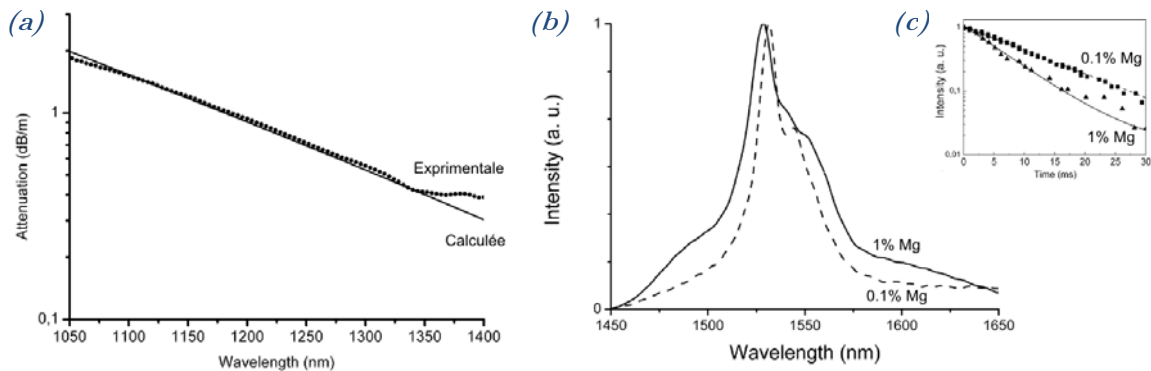 (a)
1
0,1
Attenuation (dB/m)
Exprimentale
Calculée
1050 1100 1150 1200 1250 1300 1350 1400
Wavelength (nm)
(b)
1
0
Intensity (a. u.)
1% Mg
0.1% Mg
1450 1500 1550 1600 1650
Wavelength (nm)
(c)
1
0,1
0,01
Intensity (a. u.)
0.1% Mg
1% Mg
0 5 10 15 20 25 30
Time (ms)